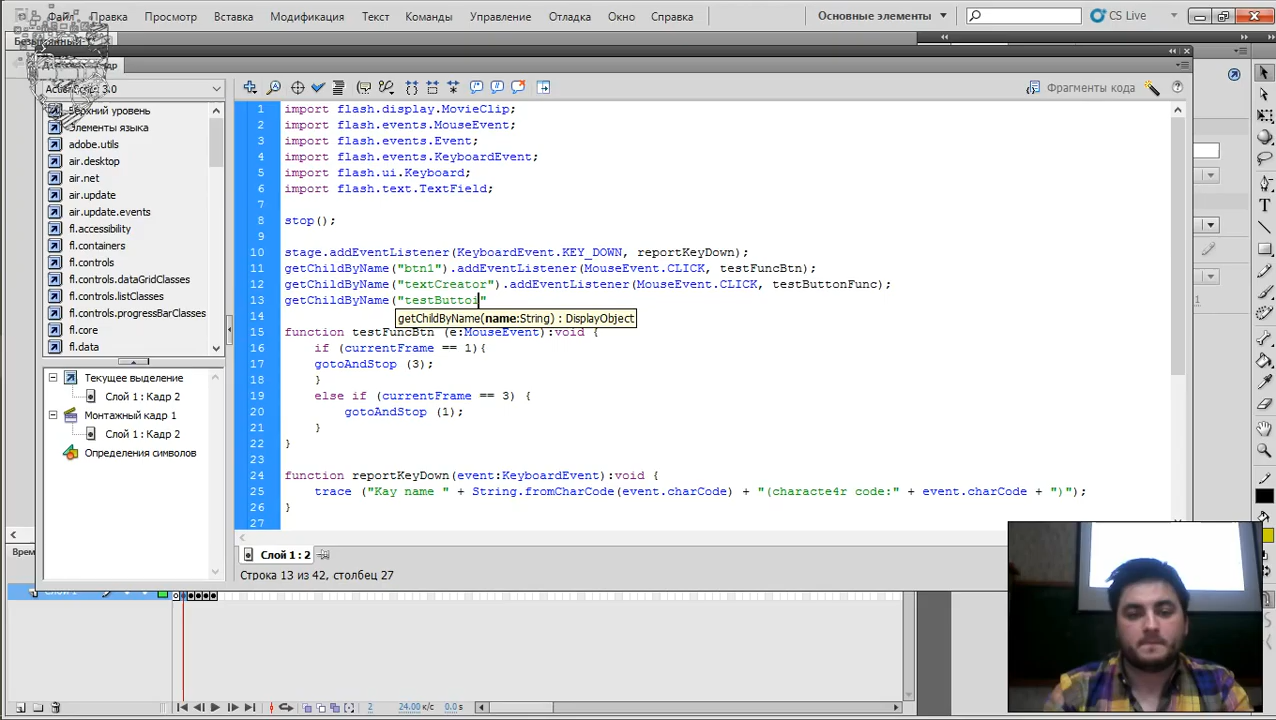 Файл Правка Просмотр Вставка Модификация Текст Команды Управление Отладка Окно Справка Основные элементы CS Live
Безымянный
ActionScript 3.0 Фрагменты кода
Верхний уровень
Элементы языка
adobe.utils
air.desktop
air.net
air.update
air.update.events
fl.accessibility
fl.containers
fl.controls
fl.controls.dataGridClasses
fl.controls.listClasses
fl.controls.progressBarClasses
fl.core
fl.data
Текущее выделение
Слой 1 : Кадр 2
Монтажный кадр 1
Слой 1 : Кадр 2
Определения символов
1 import flash.display.MovieClip;
2 import flash.events.MouseEvent;
3 import flash.events.Event;
4 import flash.events.KeyboardEvent;
5 import flash.ui.Keyboard;
6 import flash.text.TextField;
7
8 stop();
9
10 stage.addEventListener(KeyboardEvent.KEY_DOWN, reportKeyDown);
11 getChildByName("btn1").addEventListener(MouseEvent.CLICK, testFuncBtn);
12 getChildByName("textCreator").addEventListener(MouseEvent.CLICK, testButtonFunc);
13 getChildByName("testButtoi"
14 getChildByName(name:String) : DisplayObject
15 function testFuncBtn (e:MouseEvent):void {
16 if (currentFrame == 1){
17 gotoAndStop (3);
18 }
19 else if (currentFrame == 3) {
20 gotoAndStop (1);
21 }
22 }
23
24 function reportKeyDown(event:KeyboardEvent):void {
25 trace ("Kay name " + String.fromCharCode(event.charCode) + "(characte4r code:" + event.charCode + ")");
26 }
27
Слой 1 : 2
Строка 13 из 42, столбец 27
Врем
2 24.00 к/с 0.0 s